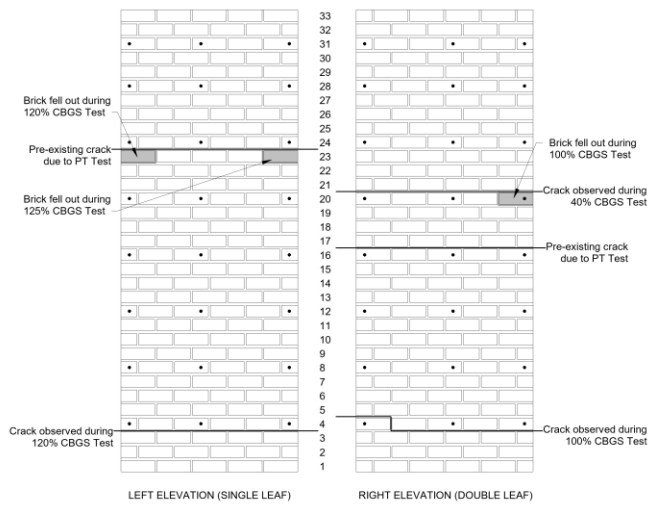 33
32
31
30
29
28
27
26
25
24
23
22
21
20
19
18
17
16
15
14
13
12
11
10
9
8
7
6
5
4
3
2
1
Brick fell out during
120% CBGS Test
Pre-existing crack
due to PT Test
Brick fell out during
125% CBGS Test
Crack observed during
120% CBGS Test
Brick fell out during
100% CBGS Test
Crack observed during
40% CBGS Test
Pre-existing crack
due to PT Test
Crack observed during
100% CBGS Test
LEFT ELEVATION (SINGLE LEAF)
RIGHT ELEVATION (DOUBLE LEAF)